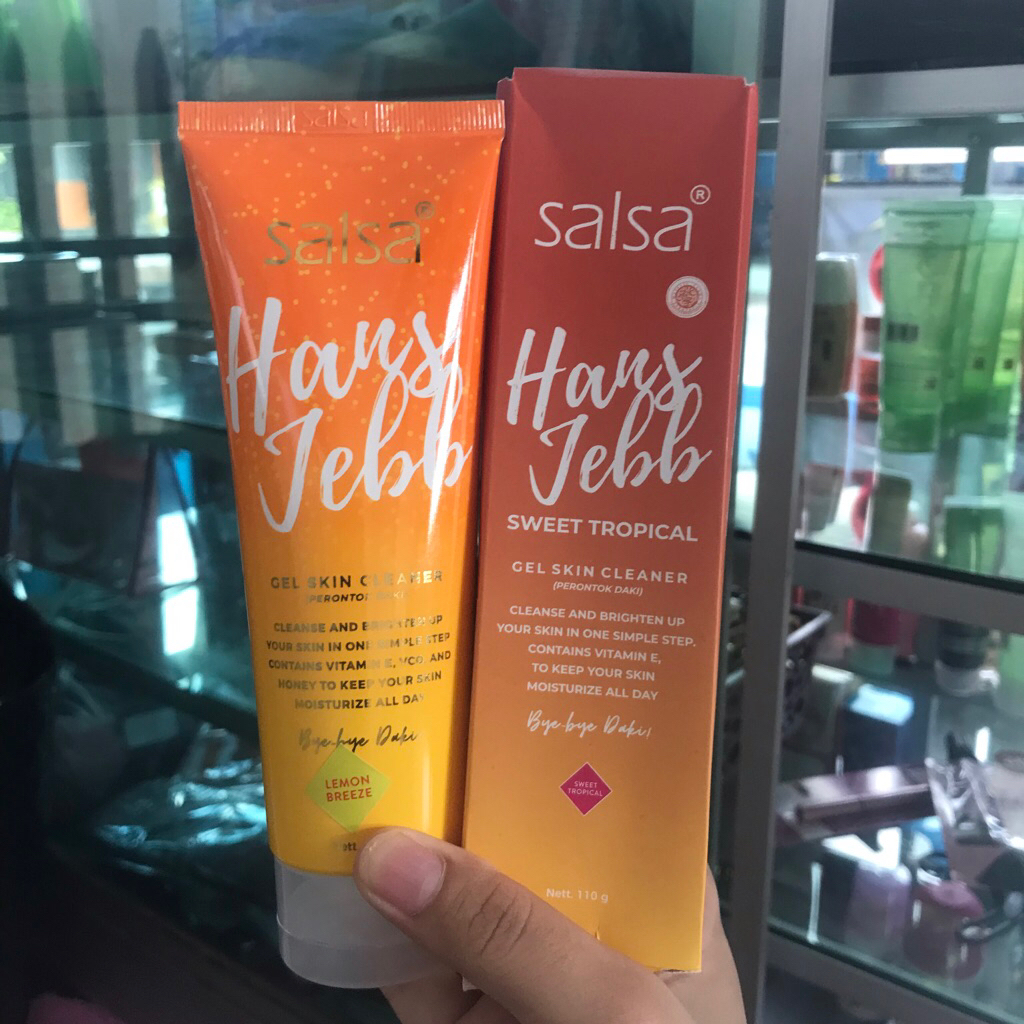 salsa
salsa®
Hans
Jebb
GEL SKIN CLEANER
(PERONTOK DAKI)
CLEANSE AND BRIGHTEN UP
YOUR SKIN IN ONE SIMPLE STEP
CONTAINS VITAMIN E, VCO, AND
HONEY TO KEEP YOUR SKIN
MOISTURIZE ALL DAY
Bye-bye Daki
LEMON
BREEZE
salsa®
Hans
Jebb
SWEET TROPICAL
GEL SKIN CLEANER
(PERONTOK DAKI)
CLEANSE AND BRIGHTEN UP
YOUR SKIN IN ONE SIMPLE STEP.
CONTAINS VITAMIN E,
TO KEEP YOUR SKIN
MOISTURIZE ALL DAY
Bye-bye Daki!
SWEET
TROPICAL
Nett. 110 g